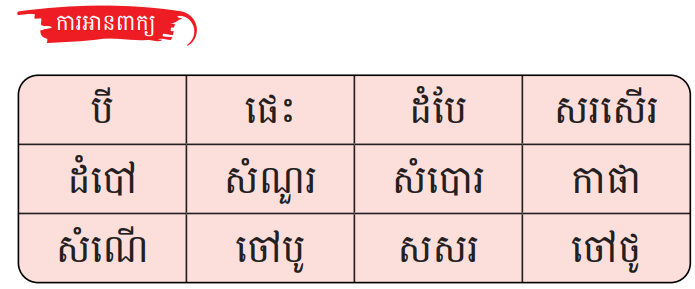 ការអានពាក្យ
បី ផេះ ដំបែ សរសើរ
ដំបៅ សំណួរ សំបោរ កាផា
សំណើ ចៅបូ សសរ ចៅថូ